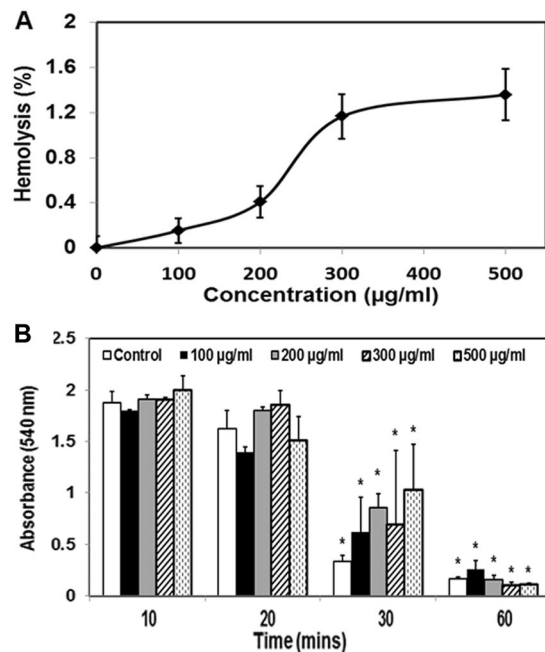 A
Hemolysis (%)
2
1.6
1.2
0.8
0.4
0
0 100 200 300 400 500
Concentration (µg/ml)
B
Absorbance (540 nm)
2.5
2
1.5
1
0.5
0
Control 100 µg/ml 200 µg/ml 300 µg/ml 500 µg/ml
* * * * *
* * * * *
10 20 30 60
Time (mins)